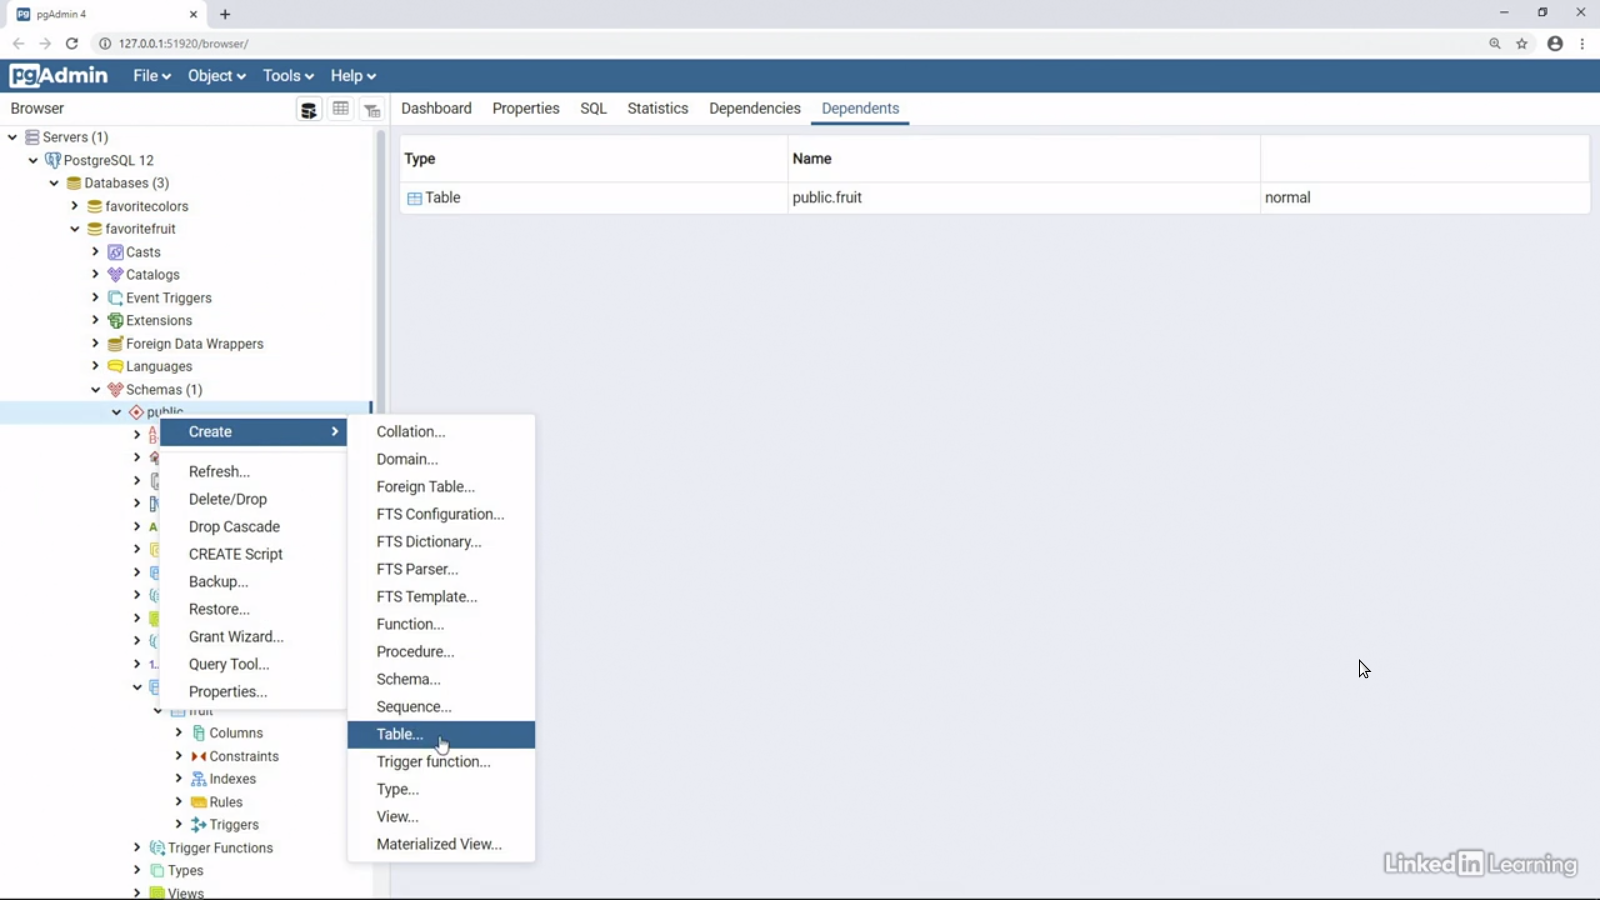 pgAdmin 4
127.0.0.1:51920/browser/
pgAdmin File Object Tools Help
Browser
Dashboard Properties SQL Statistics Dependencies Dependents
Servers (1)
PostgreSQL 12
Databases (3)
favoritecolors
favoritefruit
Casts
Catalogs
Event Triggers
Extensions
Foreign Data Wrappers
Languages
Schemas (1)
public
fruit
Columns
Constraints
Indexes
Rules
Triggers
Trigger Functions
Types
Views
Create
Refresh...
Delete/Drop
Drop Cascade
CREATE Script
Backup...
Restore...
Grant Wizard...
Query Tool...
Properties...
Collation...
Domain...
Foreign Table...
FTS Configuration...
FTS Dictionary...
FTS Parser...
FTS Template...
Function...
Procedure...
Schema...
Sequence...
Table...
Trigger function...
Type...
View...
Materialized View...
Type Name
Table public.fruit normal
LinkedIn Learning